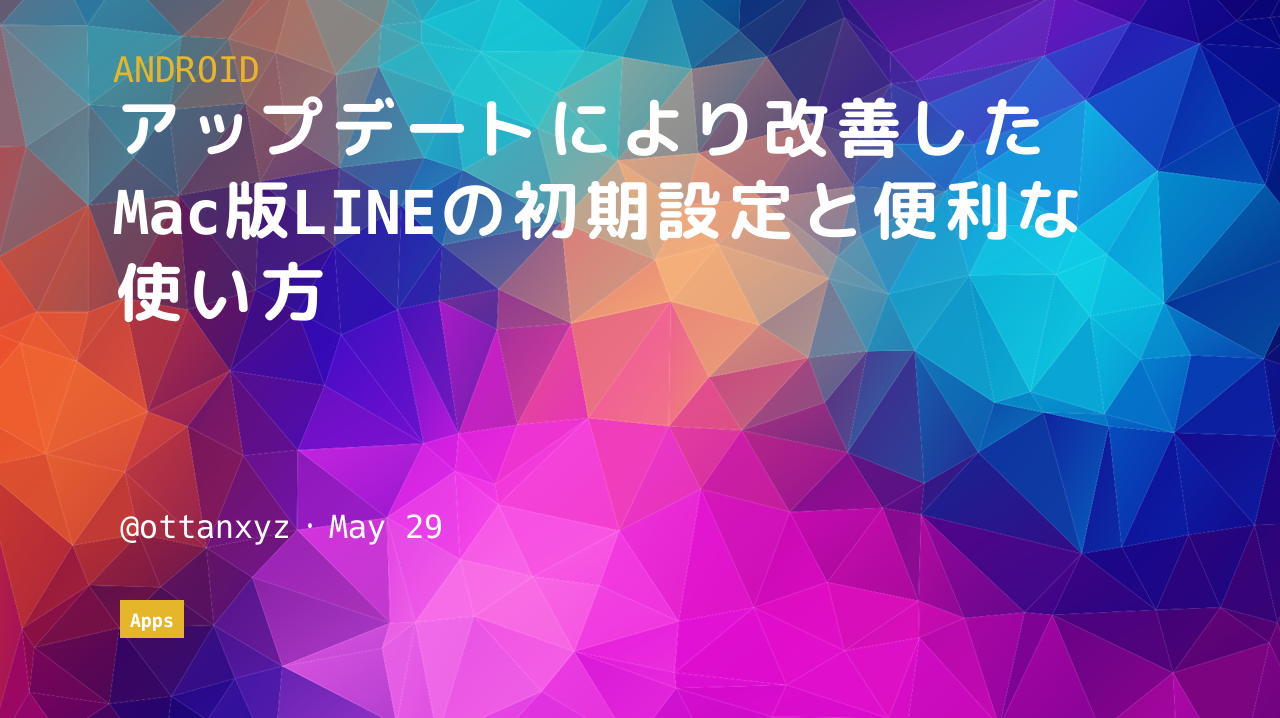 ANDROID
アップデートにより改善した
Mac版LINEの初期設定と便利な
使い方
@ottanxyz・May 29
Apps